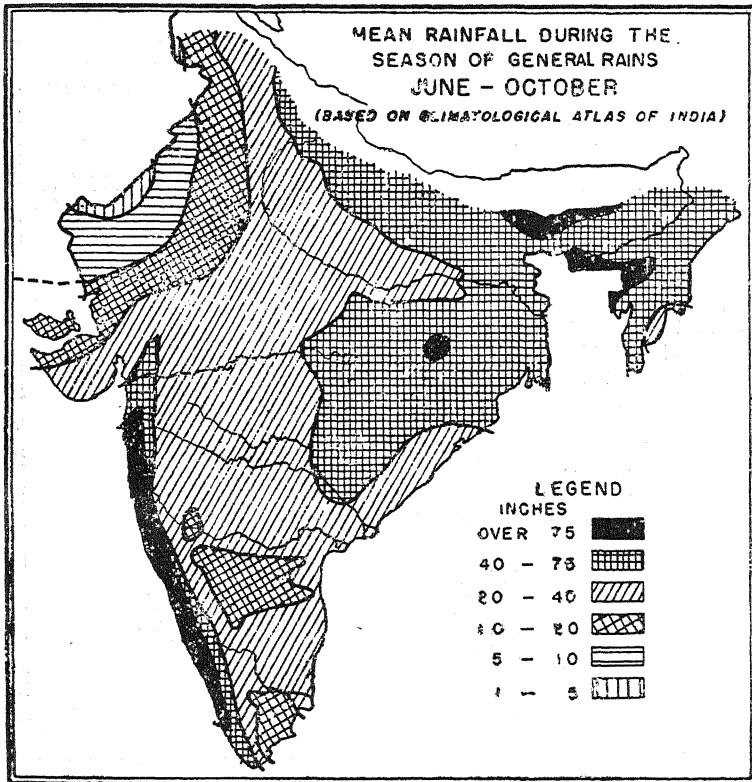 MEAN RAINFALL DURING THE
SEASON OF GENERAL RAINS
JUNE - OCTOBER
(BASED ON CLIMATOLOGICAL ATLAS OF INDIA)
LEGEND
INCHES
OVER 75
40 - 75
20 - 40
10 - 20
5 - 10
1 - 5